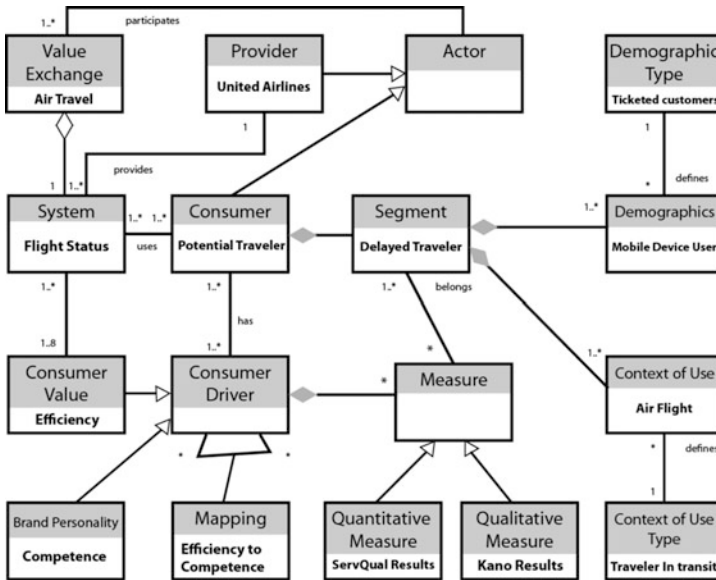 participates
1..*
Value
Exchange
Air Travel
Provider
United Airlines
Actor
Demographic
Type
Ticketed customers
1
1
provides
1
1..*
defines
*
System
Flight Status
1..*
1..*
uses
Consumer
Potential Traveler
Segment
Delayed Traveler
1..*
Demographics
Mobile Device User
1..*
1..*
1..*
belongs
has
1..8
1..*
*
1..*
Consumer
Value
Efficiency
Consumer
Driver
*
Measure
Context of Use
Air Flight
*
*
*
defines
1
Brand Personality
Competence
Mapping
Efficiency to
Competence
Quantitative
Measure
ServQual Results
Qualitative
Measure
Kano Results
Context of Use
Type
Traveler In transit